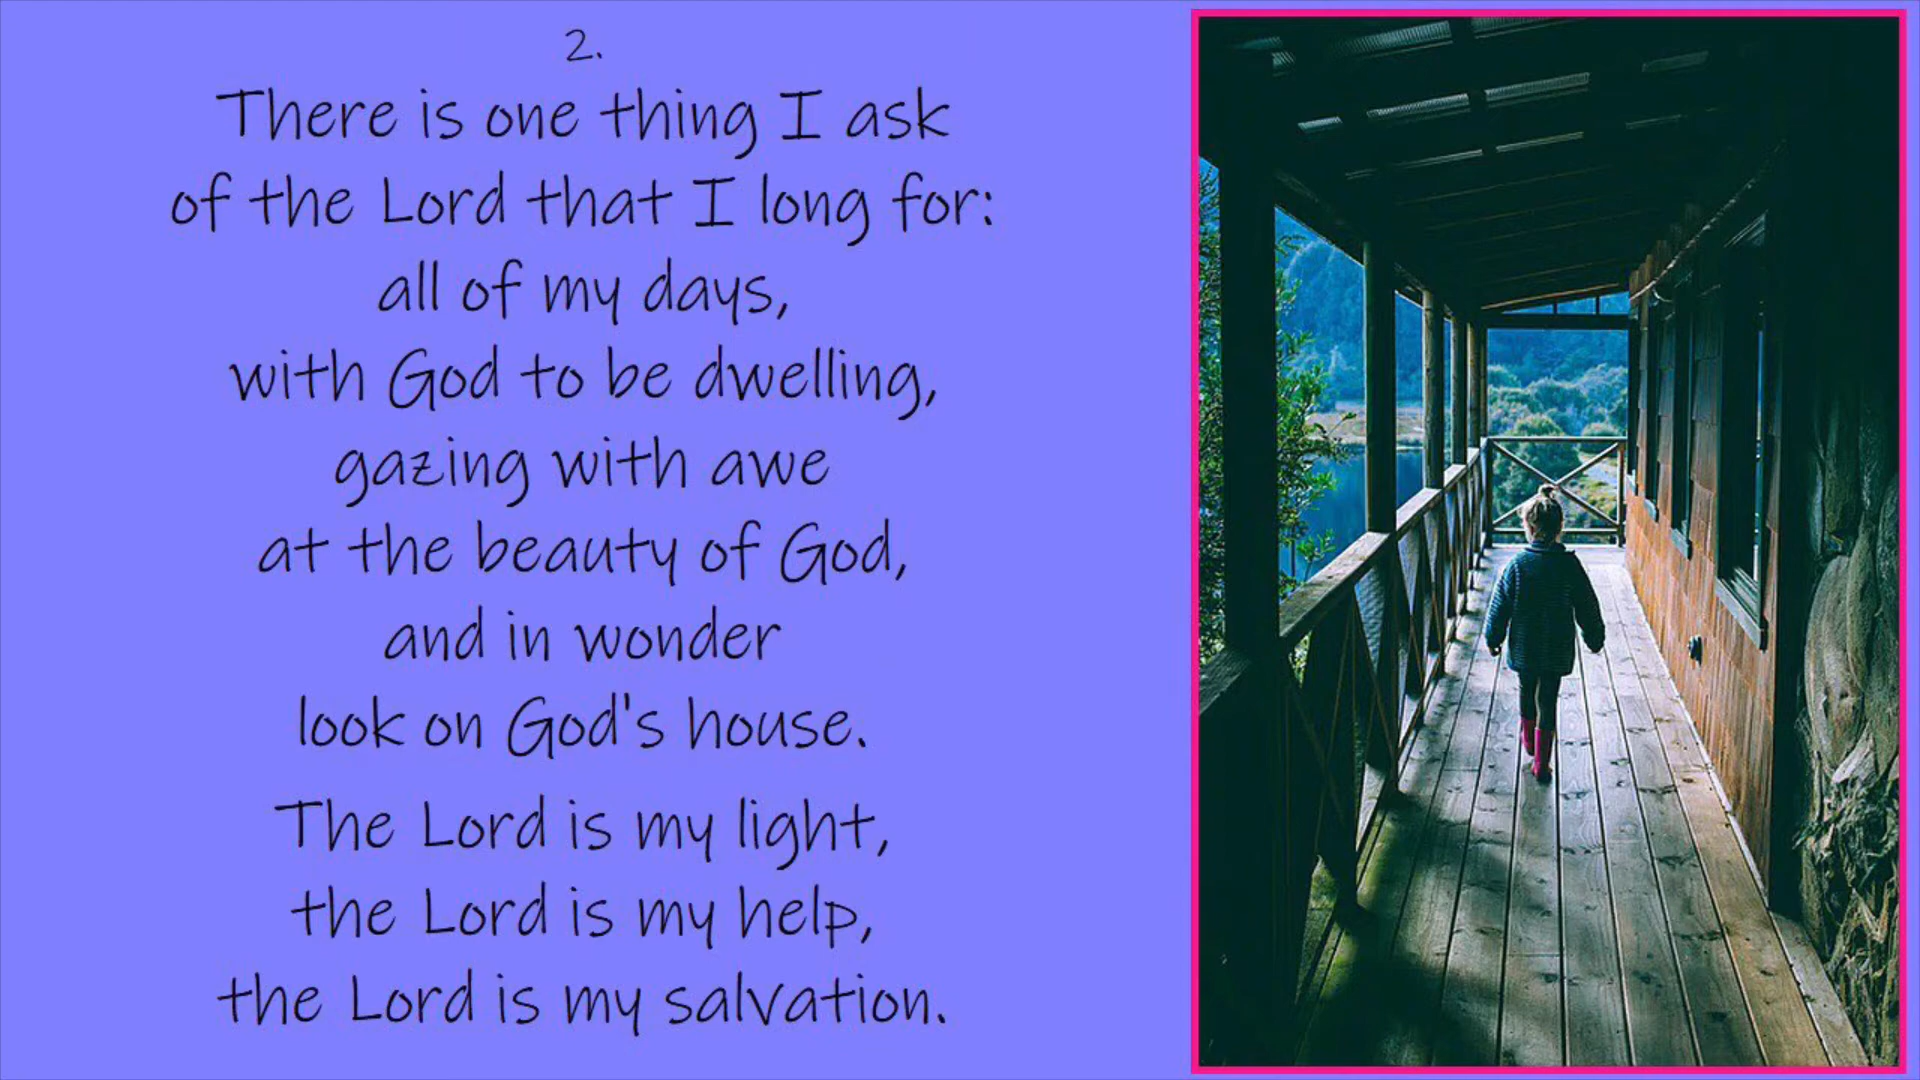 2.
There is one thing I ask
of the Lord that I long for:
all of my days,
with God to be dwelling,
gazing with awe
at the beauty of God,
and in wonder
look on God's house.
The Lord is my light,
the Lord is my help,
the Lord is my salvation.